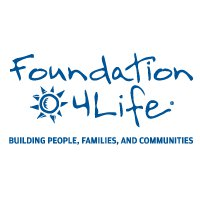 Foundation
4Life
BUILDING PEOPLE, FAMILIES, AND COMMUNITIES